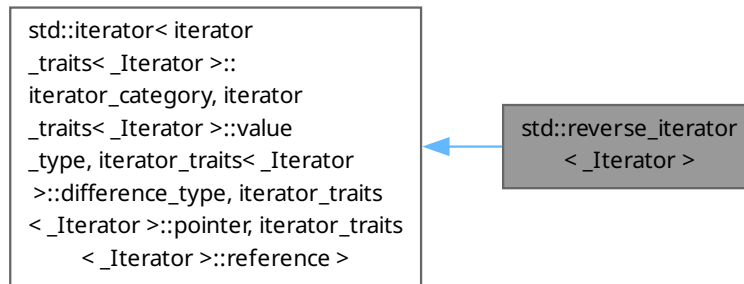 std::iterator< iterator
_traits< _Iterator >::
iterator_category, iterator
_traits< _Iterator >::value
_type, iterator_traits< _Iterator
>::difference_type, iterator_traits
< _Iterator >::pointer, iterator_traits
< _Iterator >::reference >
std::reverse_iterator
< _Iterator >